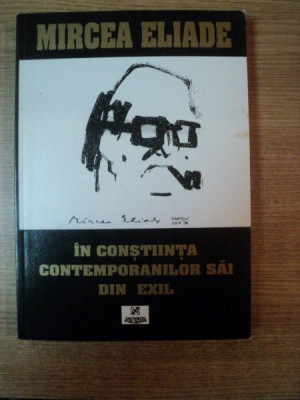 MIRCEA ELIADE
Mircea Eliade
ÎN CONȘTIINȚA
CONTEMPORANILOR SĂI
DIN EXIL